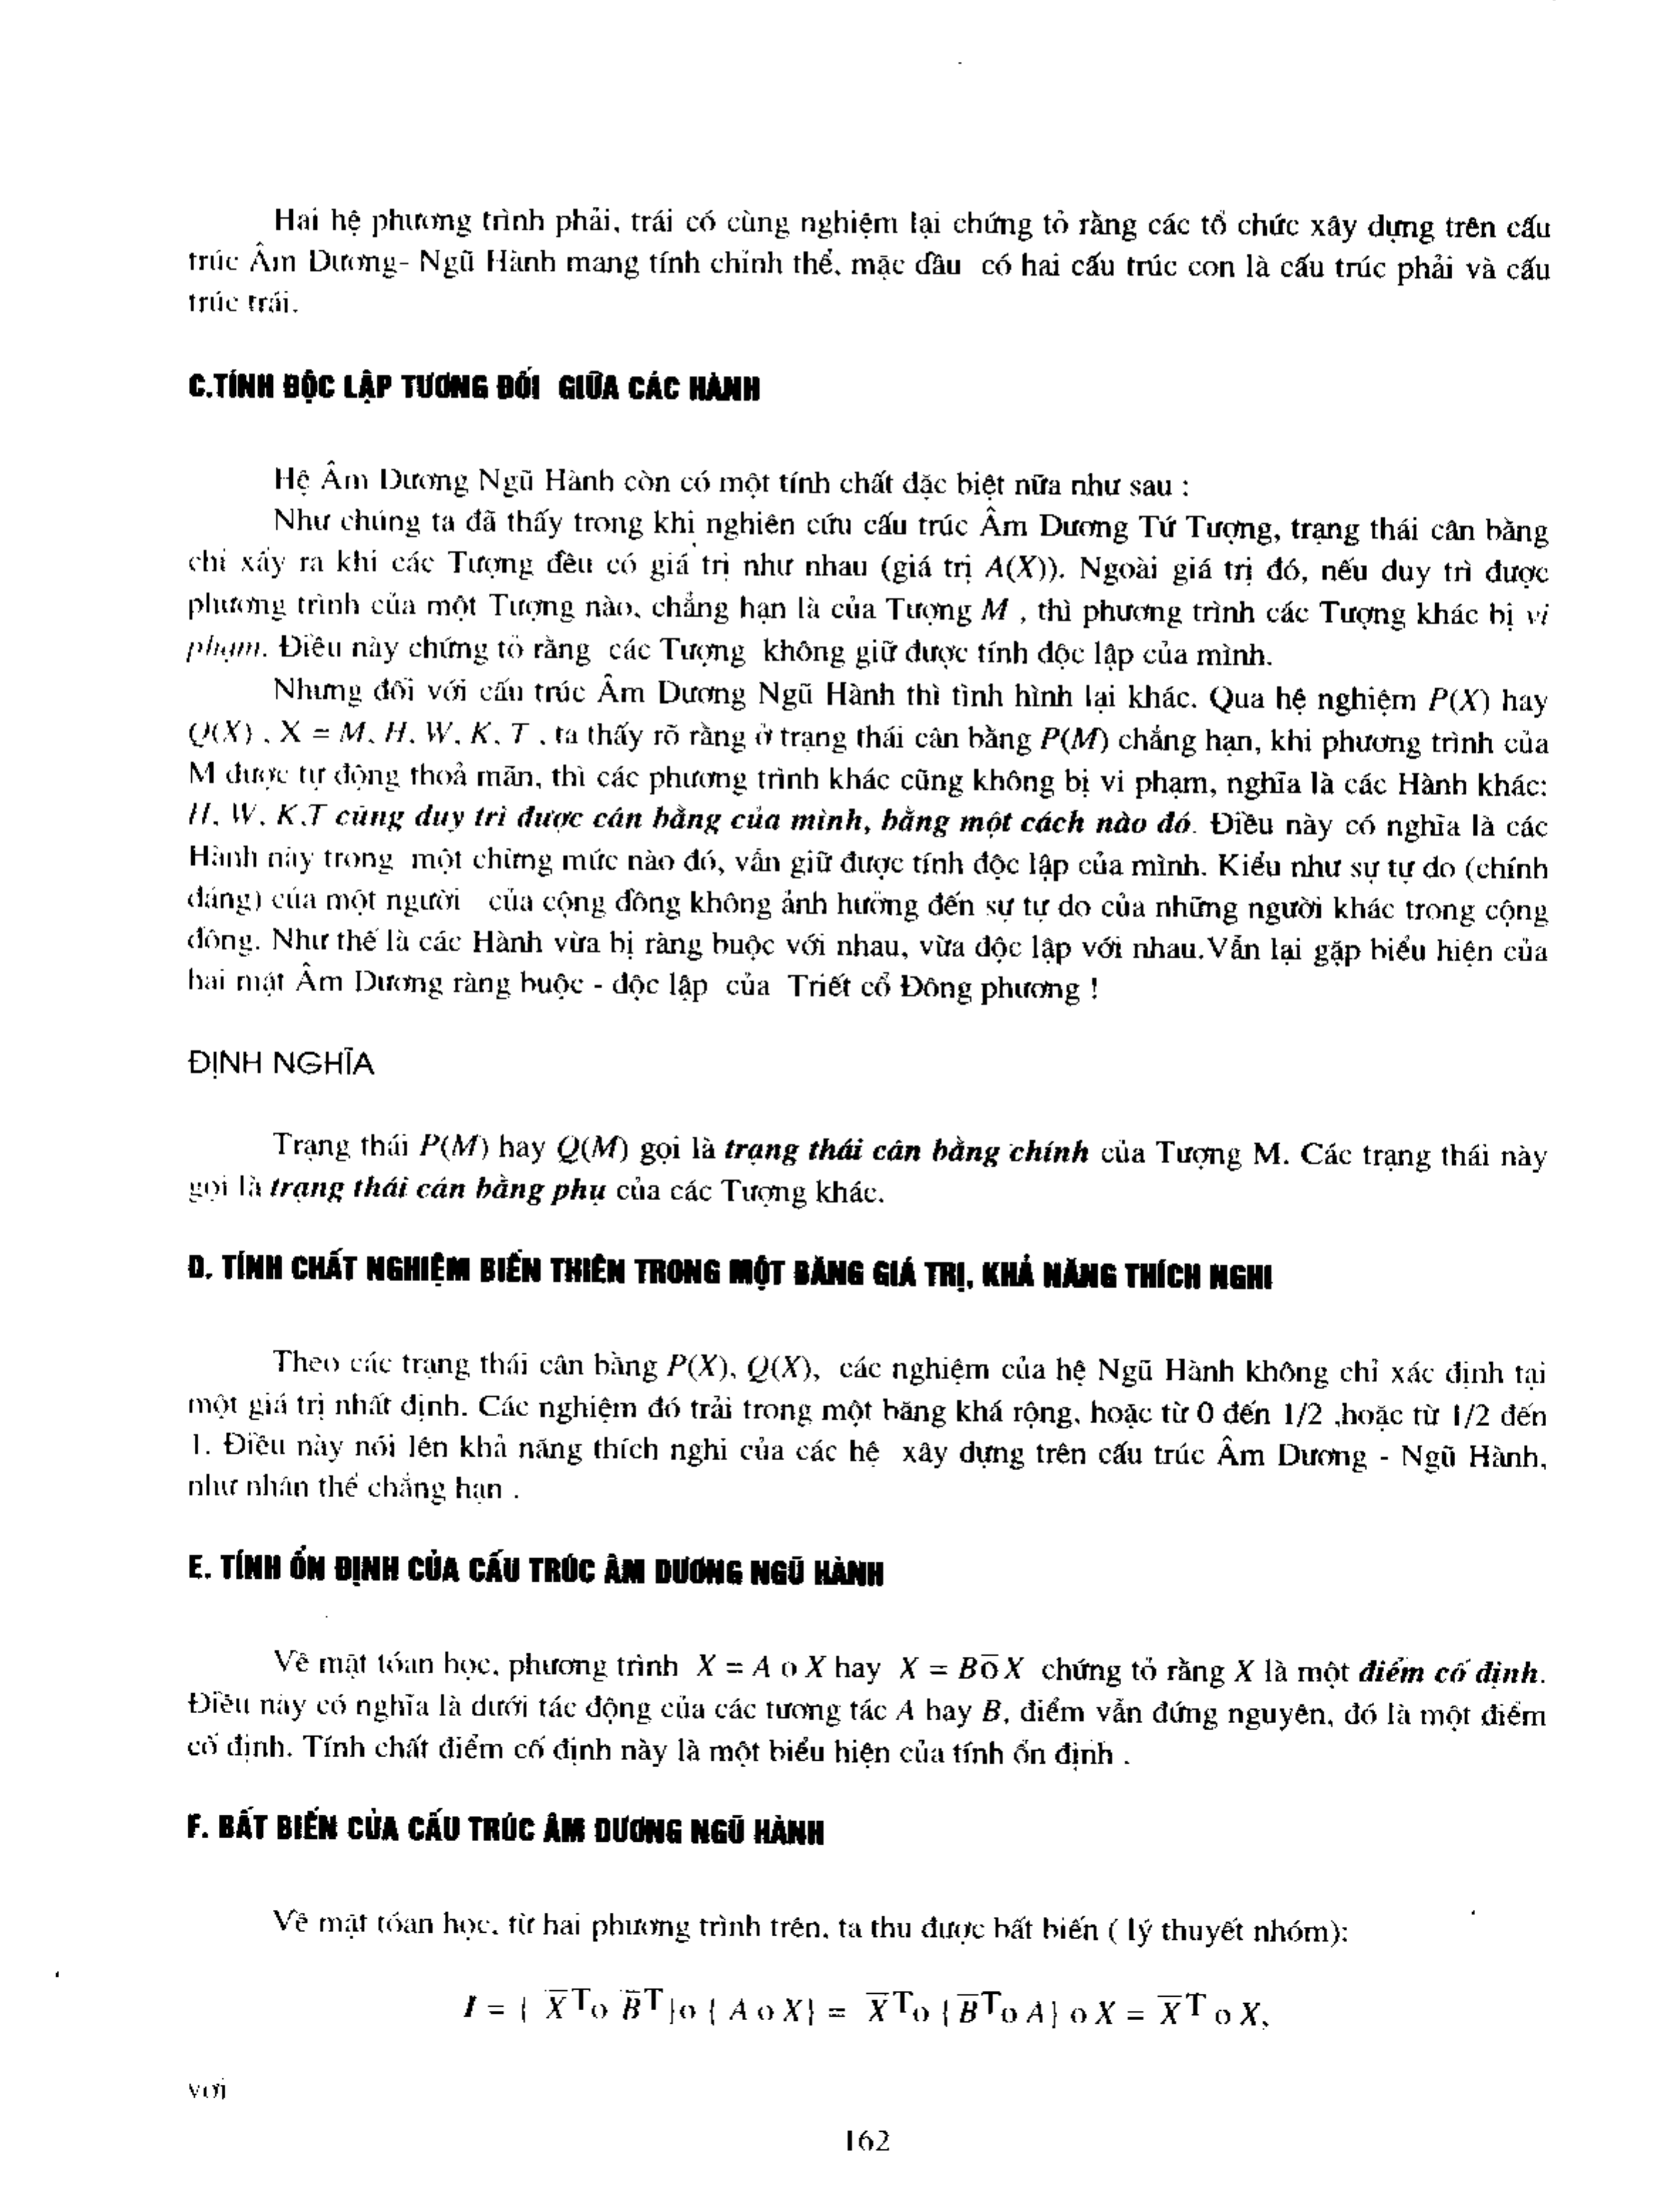 Hai hệ phương trình phải, trái có cùng nghiệm lại chứng tỏ rằng các tổ chức xây dựng trên cấu
trúc Âm Dương- Ngũ Hành mang tính chỉnh thể, mặc dầu có hai cấu trúc con là cấu trúc phải và cấu
trúc trái.
C.TÍNH ĐỘC LẬP TƯƠNG ĐỐI GIỮA CÁC HÀNH
Hệ Âm Dương Ngũ Hành còn có một tính chất đặc biệt nữa như sau :
Như chúng ta đã thấy trong khi nghiên cứu cấu trúc Âm Dương Tứ Tượng, trạng thái cân bằng
chỉ xẩy ra khi các Tượng đều có giá trị như nhau (giá trị A(X)). Ngoài giá trị đó, nếu duy trì được
phương trình của một Tượng nào, chẳng hạn là của Tượng M , thì phương trình các Tượng khác bị vi
phạm. Điều này chứng tỏ rằng các Tượng không giữ được tính độc lập của mình.
Nhưng đối với cấu trúc Âm Dương Ngũ Hành thì tình hình lại khác. Qua hệ nghiệm P(X) hay
Q(X) , X = M, H, W, K, T , ta thấy rõ rằng ở trạng thái cân bằng P(M) chẳng hạn, khi phương trình của
M được tự động thoả mãn, thì các phương trình khác cũng không bị vi phạm, nghĩa là các Hành khác:
H, W, K,T cũng duy trì được cân bằng của mình, bằng một cách nào đó. Điều này có nghĩa là các
Hành này trong một chừng mức nào đó, vẫn giữ được tính độc lập của mình. Kiểu như sự tự do (chính
đáng) của một người của cộng đồng không ảnh hưởng đến sự tự do của những người khác trong cộng
đồng. Như thế là các Hành vừa bị ràng buộc với nhau, vừa độc lập với nhau.Vẫn lại gặp biểu hiện của
hai mặt Âm Dương ràng buộc - độc lập của Triết cổ Đông phương !
ĐỊNH NGHĨA
Trạng thái P(M) hay Q(M) gọi là trạng thái cân bằng chính của Tượng M. Các trạng thái này
gọi là trạng thái cân bằng phụ của các Tượng khác.
D. TÍNH CHẤT NGHIỆM BIẾN THIÊN TRONG MỘT BĂNG GIÁ TRỊ, KHẢ NĂNG THÍCH NGHI
Theo các trạng thái cân bằng P(X), Q(X), các nghiệm của hệ Ngũ Hành không chỉ xác định tại
một giá trị nhất định. Các nghiệm đó trải trong một băng khá rộng, hoặc từ 0 đến 1/2 ,hoặc từ 1/2 đến
1. Điều này nói lên khả năng thích nghi của các hệ xây dựng trên cấu trúc Âm Dương - Ngũ Hành,
như nhân thể chẳng hạn .
E. TÍNH ỔN ĐỊNH CỦA CẤU TRÚC ÂM DƯƠNG NGŨ HÀNH
Về mặt tóan học, phương trình X = A o X hay X = B o̅ X chứng tỏ rằng X là một điểm cố định.
Điều này có nghĩa là dưới tác động của các tương tác A hay B, điểm vẫn đứng nguyên, đó là một điểm
cố định. Tính chất điểm cố định này là một biểu hiện của tính ổn định .
F. BẤT BIẾN CỦA CẤU TRÚC ÂM DƯƠNG NGŨ HÀNH
Về mặt tóan học, từ hai phương trình trên, ta thu được bất biến ( lý thuyết nhóm):
I = { X̅ᵀo B̅ᵀ}o { A o X} = X̅ᵀo {B̅ᵀo A} o X = X̅ᵀ o X,
với
162